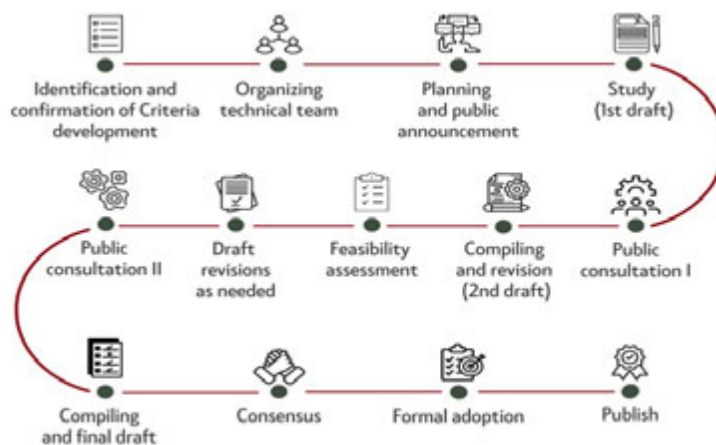 Identification and
confirmation of Criteria
development
Organizing
technical team
Planning
and public
announcement
Study
(1st draft)
Public
consultation II
Draft
revisions
as needed
Feasibility
assessment
Compiling
and revision
(2nd draft)
Public
consultation I
Compiling
and final draft
Consensus
Formal adoption
Publish